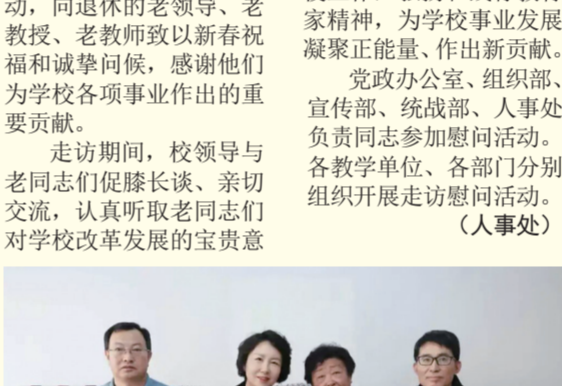 动，向退休的老领导、老
教授、老教师致以新春祝
福和诚挚问候，感谢他们
为学校各项事业作出的重
要贡献。
走访期间，校领导与
老同志们促膝长谈、亲切
交流，认真听取老同志们
对学校改革发展的宝贵意
家精神，为学校事业发展
凝聚正能量、作出新贡献。
党政办公室、组织部、
宣传部、统战部、人事处
负责同志参加慰问活动。
各教学单位、各部门分别
组织开展走访慰问活动。
（人事处）